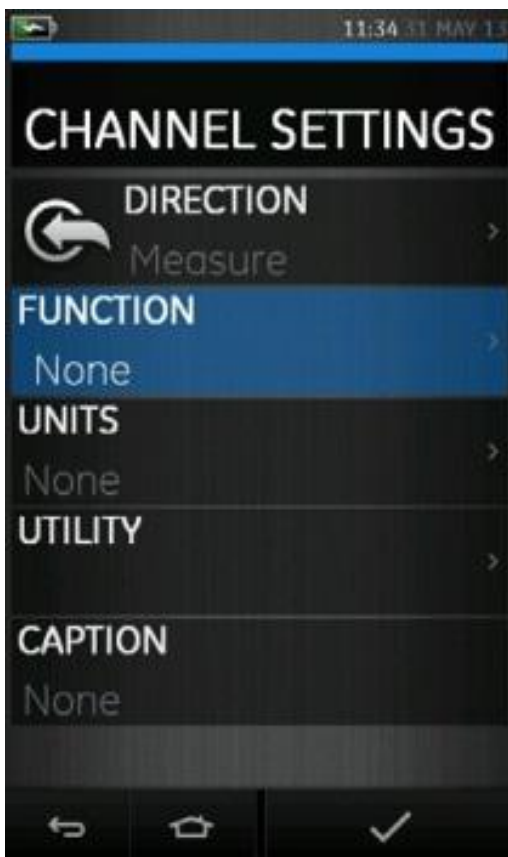 11:34 31 MAY 13
CHANNEL SETTINGS
DIRECTION
Measure
FUNCTION
None
UNITS
None
UTILITY
CAPTION
None